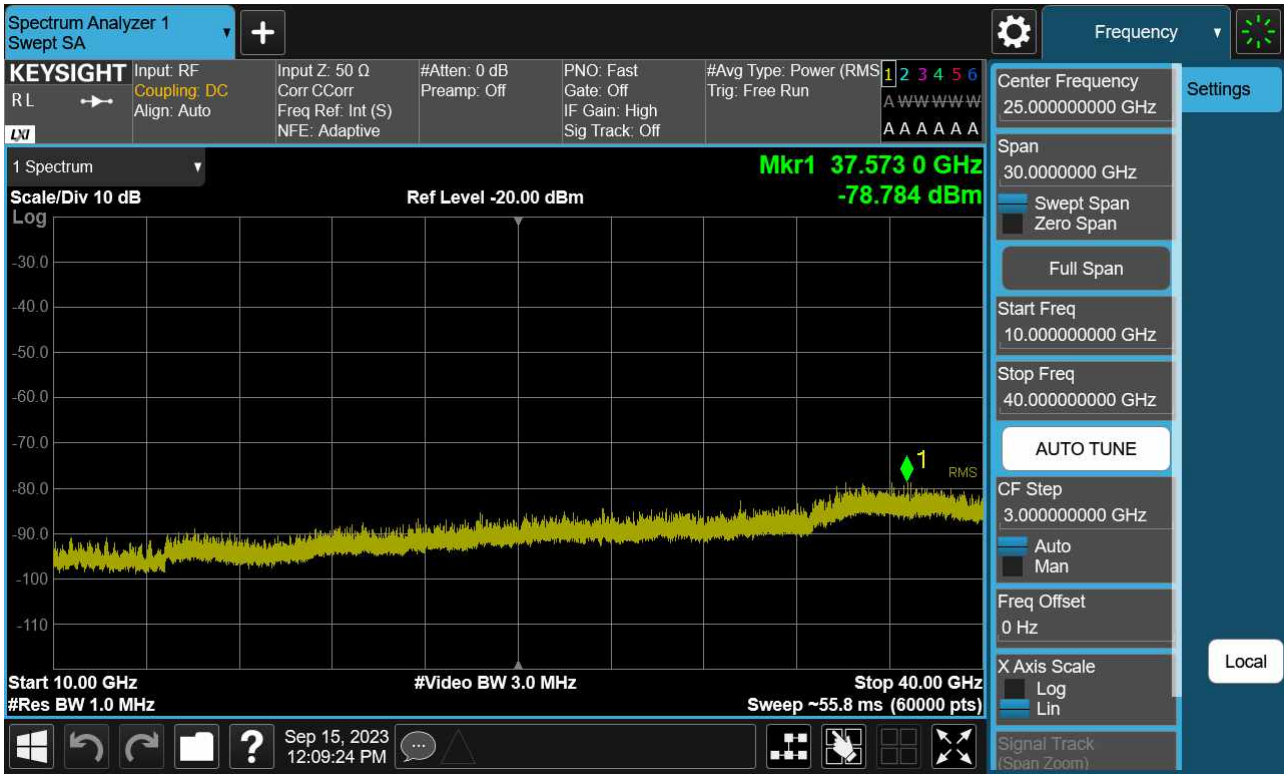 Spectrum Analyzer 1
Swept SA
+
Frequency
KEYSIGHT
R L
LXI
Input: RF
Coupling: DC
Align: Auto
Input Z: 50 Ω
Corr CCorr
Freq Ref: Int (S)
NFE: Adaptive
#Atten: 0 dB
Preamp: Off
PNO: Fast
Gate: Off
IF Gain: High
Sig Track: Off
#Avg Type: Power (RMS
Trig: Free Run
1 2 3 4 5 6
A W W W W W
A A A A A A
1 Spectrum
Scale/Div 10 dB
Log
Ref Level -20.00 dBm
Mkr1 37.573 0 GHz
-78.784 dBm
-30.0
-40.0
-50.0
-60.0
-70.0
-80.0
-90.0
-100
-110
1
RMS
Start 10.00 GHz
#Res BW 1.0 MHz
#Video BW 3.0 MHz
Stop 40.00 GHz
Sweep ~55.8 ms (60000 pts)
Center Frequency
25.000000000 GHz
Span
30.0000000 GHz
Swept Span
Zero Span
Full Span
Start Freq
10.000000000 GHz
Stop Freq
40.000000000 GHz
AUTO TUNE
CF Step
3.000000000 GHz
Auto
Man
Freq Offset
0 Hz
X Axis Scale
Log
Lin
Signal Track
(Span Zoom)
Settings
Local
?
Sep 15, 2023
12:09:24 PM